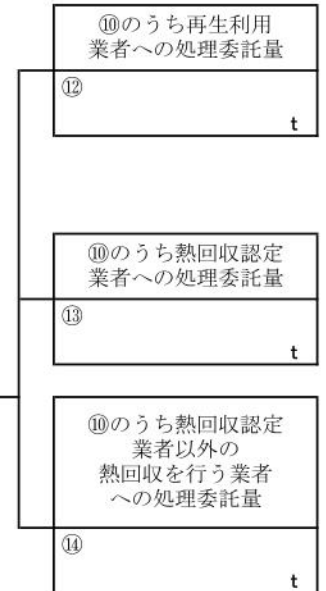 ⑩のうち再生利用
業者への処理委託量
⑫
t
⑩のうち熱回収認定
業者への処理委託量
⑬
t
⑩のうち熱回収認定
業者以外の
熱回収を行う業者
への処理委託量
⑭
t